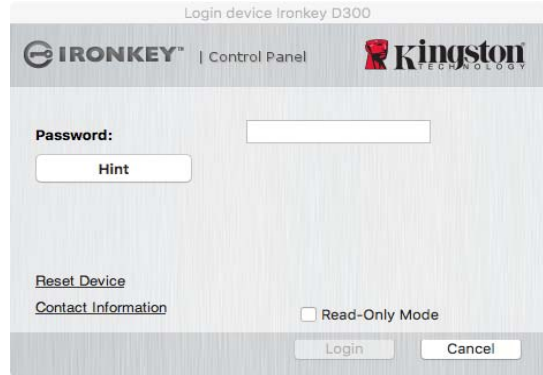 Login device Ironkey D300
IRONKEY™ | Control Panel Kingston
TECHNOLOGY
Password:
Hint
Reset Device
Contact Information
Read-Only Mode
Login Cancel